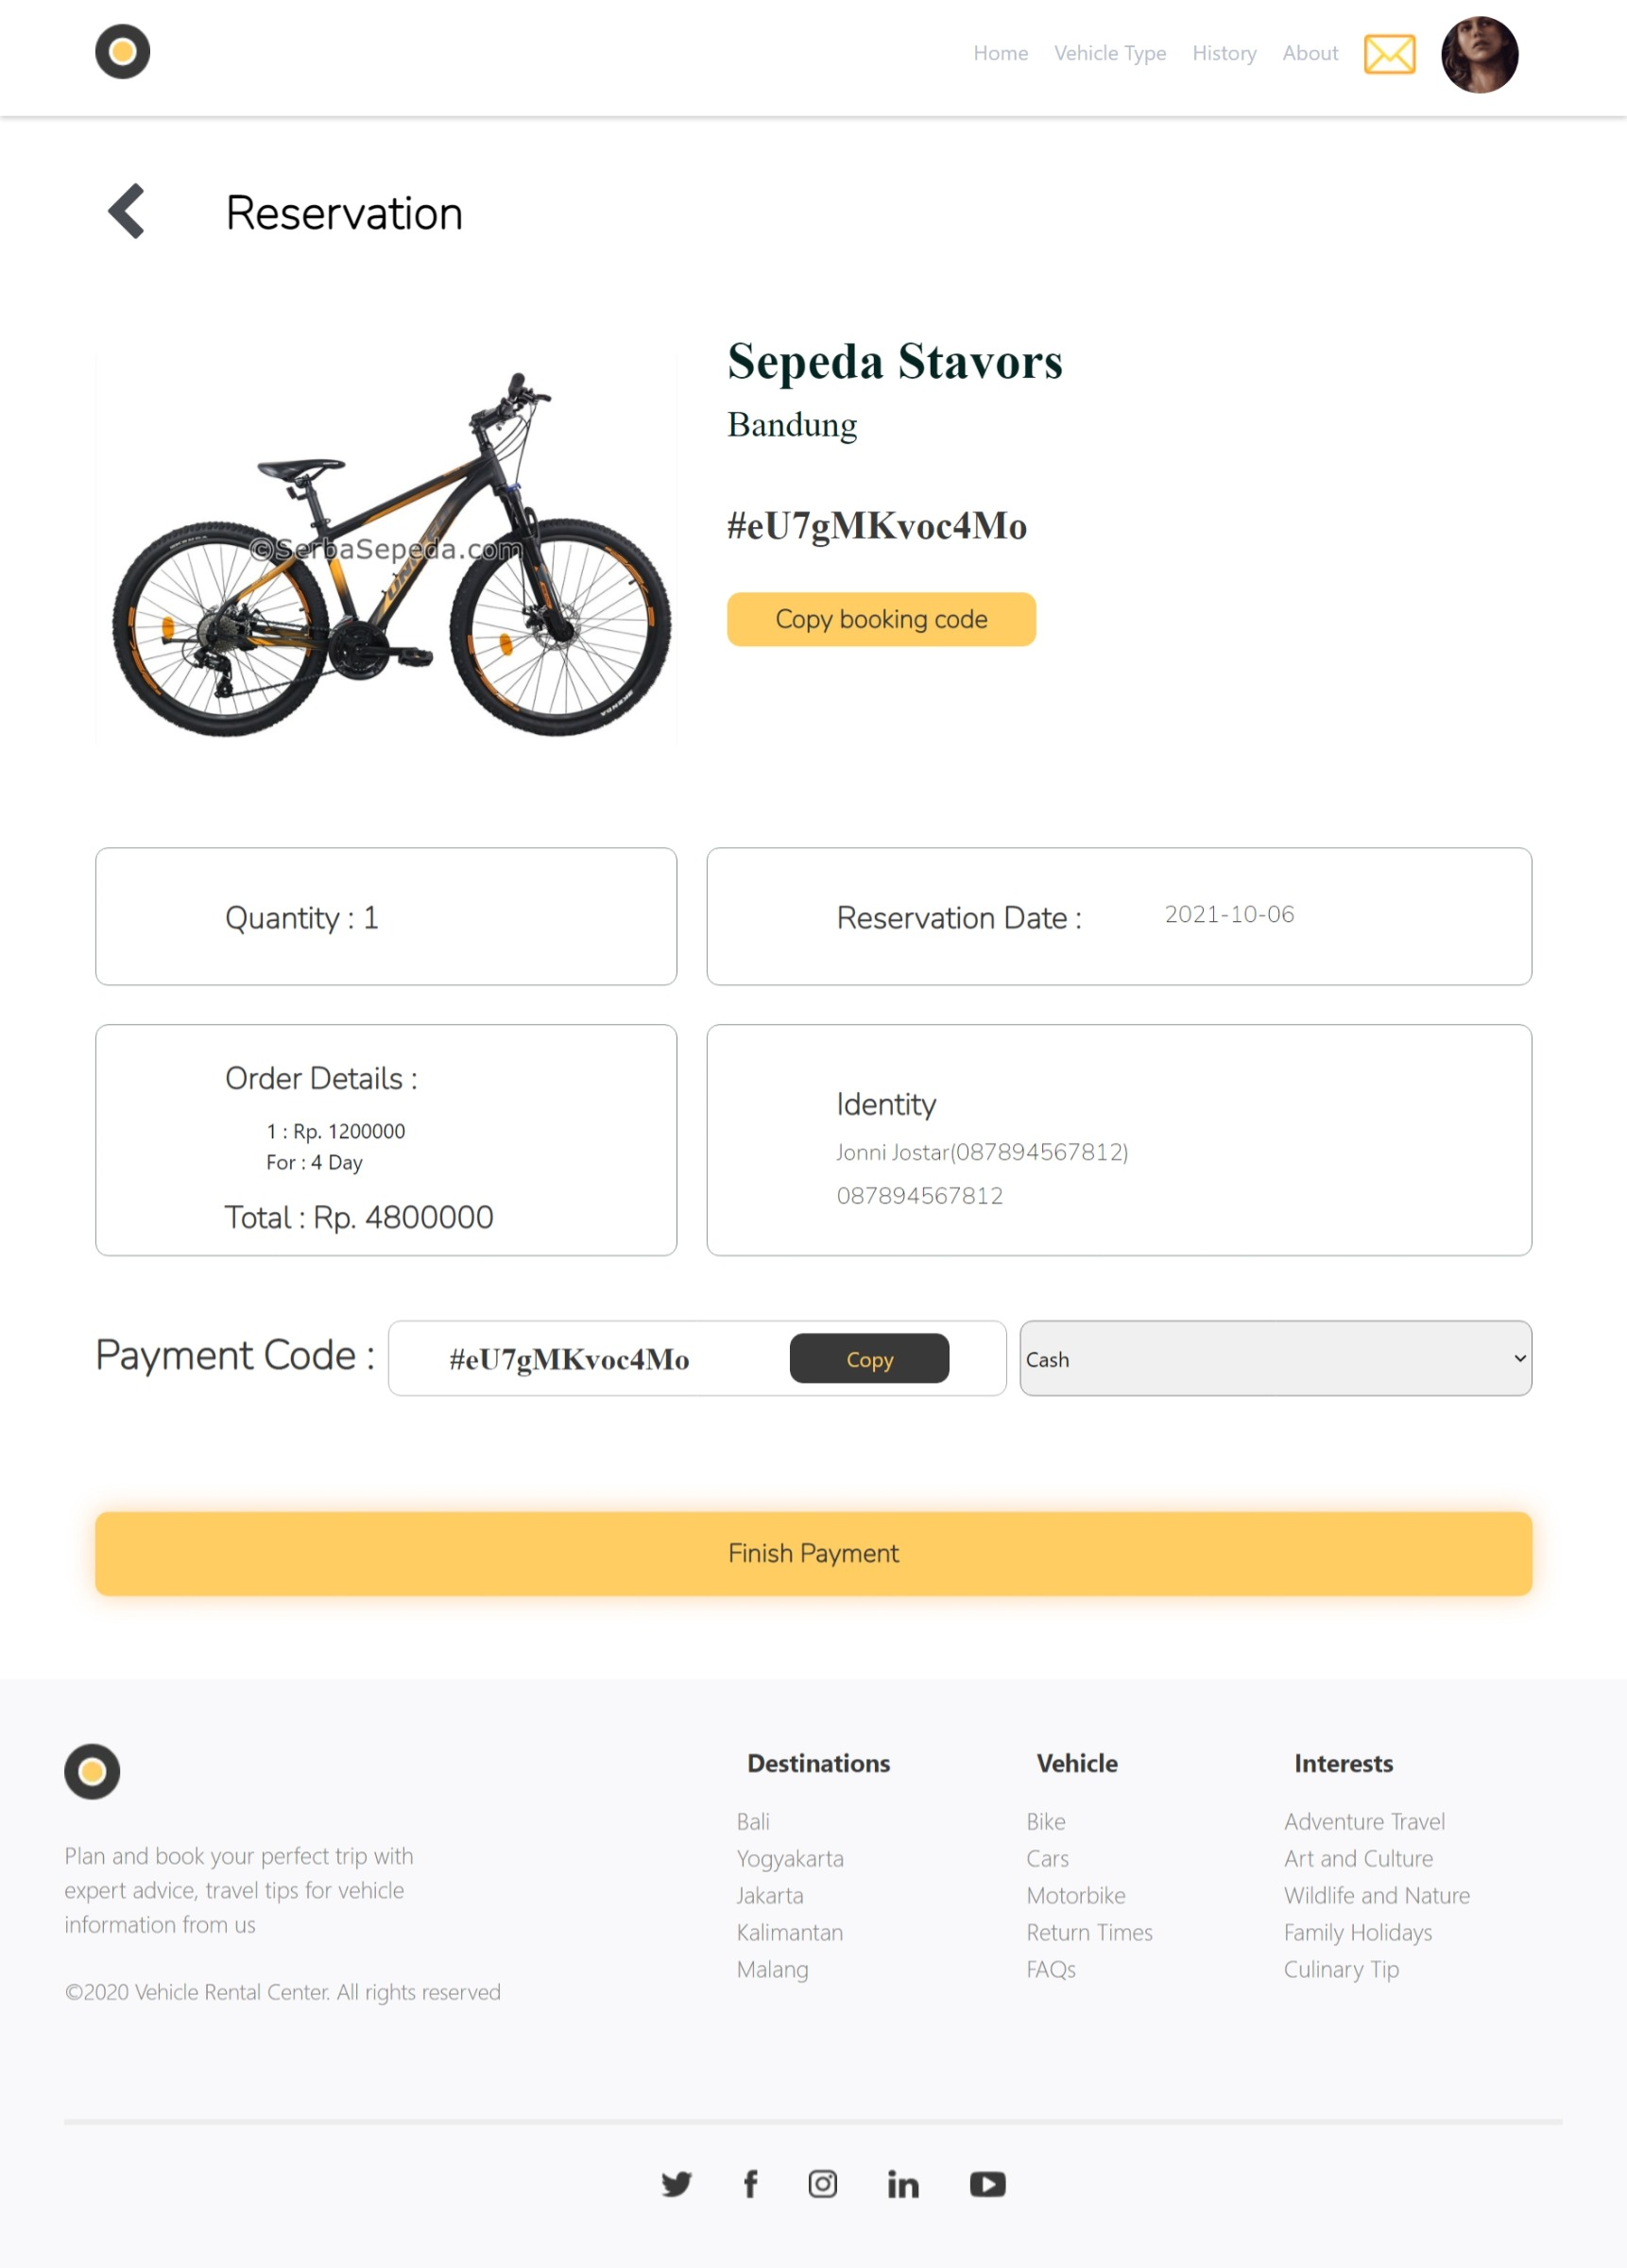 Home Vehicle Type History About
Reservation
Sepeda Stavors
Bandung
#eU7gMKvoc4Mo
Copy booking code
©SerbaSepeda.com
Quantity : 1
Reservation Date : 2021-10-06
Order Details :
1 : Rp. 1200000
For : 4 Day
Total : Rp. 4800000
Identity
Jonni Jostar(087894567812)
087894567812
Payment Code : #eU7gMKvoc4Mo Copy Cash
Finish Payment
Plan and book your perfect trip with
expert advice, travel tips for vehicle
information from us
©2020 Vehicle Rental Center. All rights reserved
Destinations
Bali
Yogyakarta
Jakarta
Kalimantan
Malang
Vehicle
Bike
Cars
Motorbike
Return Times
FAQs
Interests
Adventure Travel
Art and Culture
Wildlife and Nature
Family Holidays
Culinary Tip